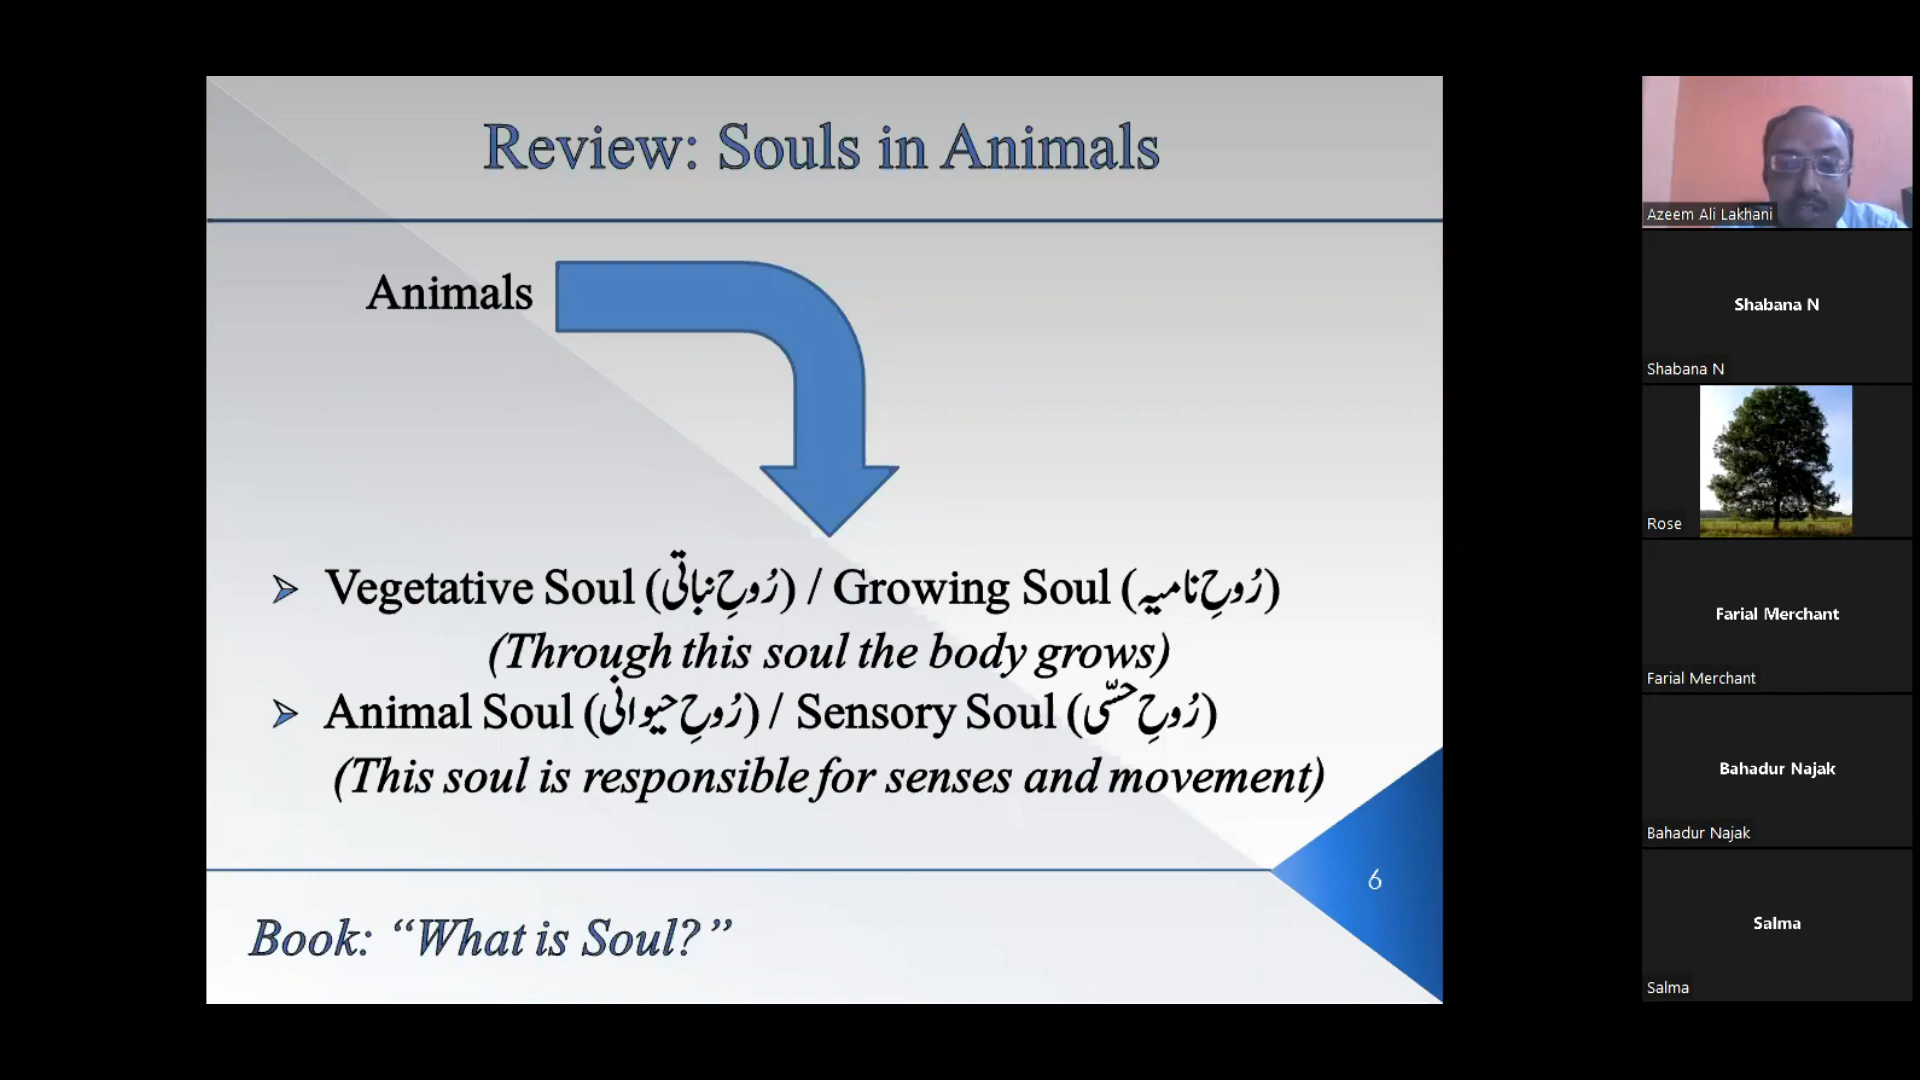 Review: Souls in Animals
Animals
Vegetative Soul (رُوحِ نباتی) / Growing Soul (رُوحِ نامیہ)
(Through this soul the body grows)
Animal Soul (رُوحِ حیوانی) / Sensory Soul (رُوحِ حسّی)
(This soul is responsible for senses and movement)
6
Book: “What is Soul?”
Azeem Ali Lakhani
Shabana N
Shabana N
Rose
Farial Merchant
Farial Merchant
Bahadur Najak
Bahadur Najak
Salma
Salma